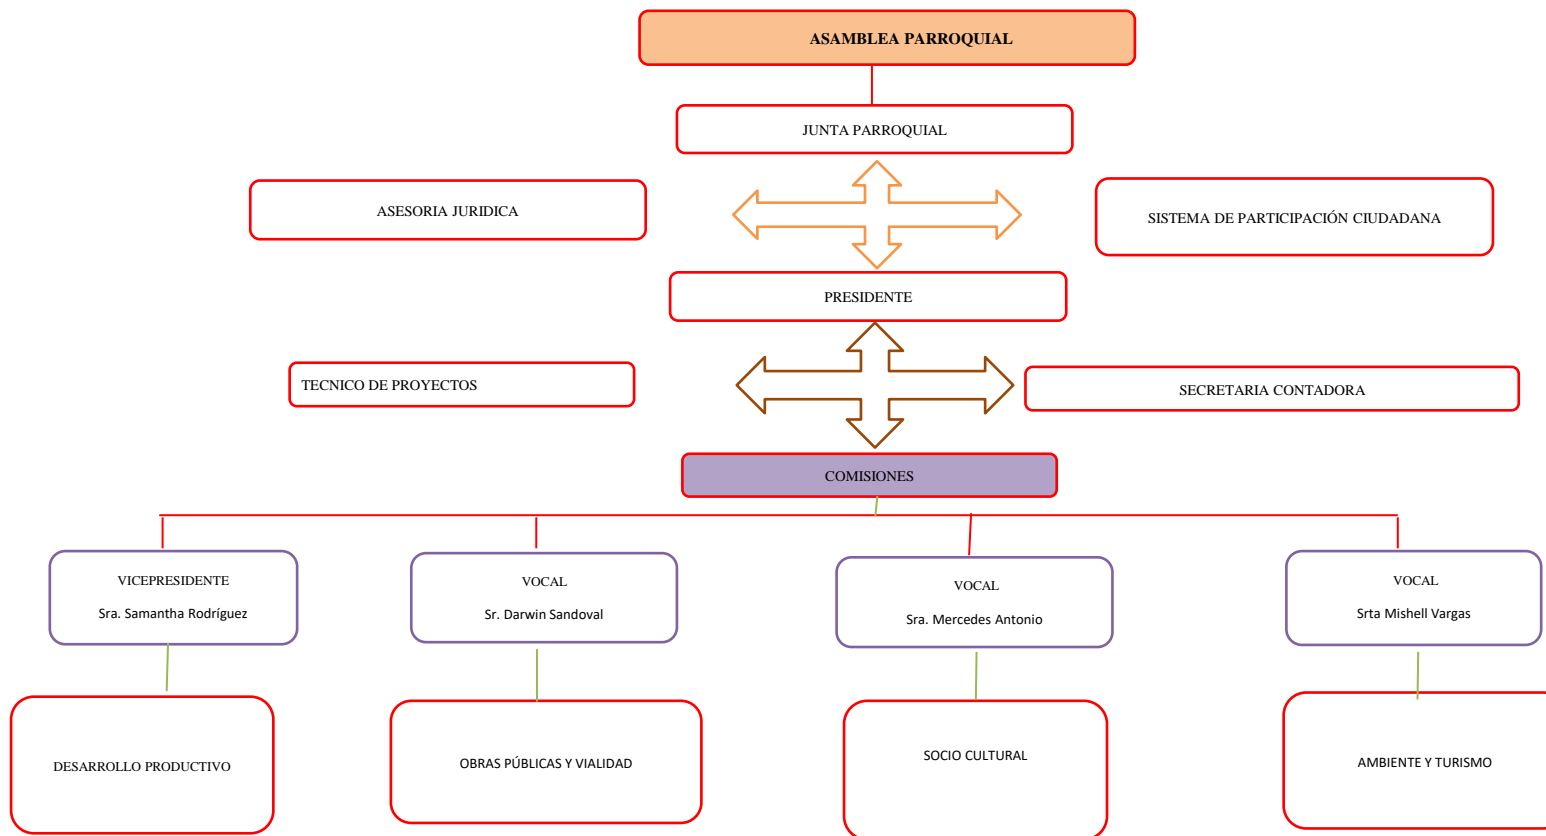 ASAMBLEA PARROQUIAL
JUNTA PARROQUIAL
ASESORIA JURIDICA
SISTEMA DE PARTICIPACIÓN CIUDADANA
PRESIDENTE
TECNICO DE PROYECTOS
SECRETARIA CONTADORA
COMISIONES
VICEPRESIDENTE
Sra. Samantha Rodríguez
VOCAL
Sr. Darwin Sandoval
VOCAL
Sra. Mercedes Antonio
VOCAL
Srta Mishell Vargas
DESARROLLO PRODUCTIVO
OBRAS PÚBLICAS Y VIALIDAD
SOCIO CULTURAL
AMBIENTE Y TURISMO